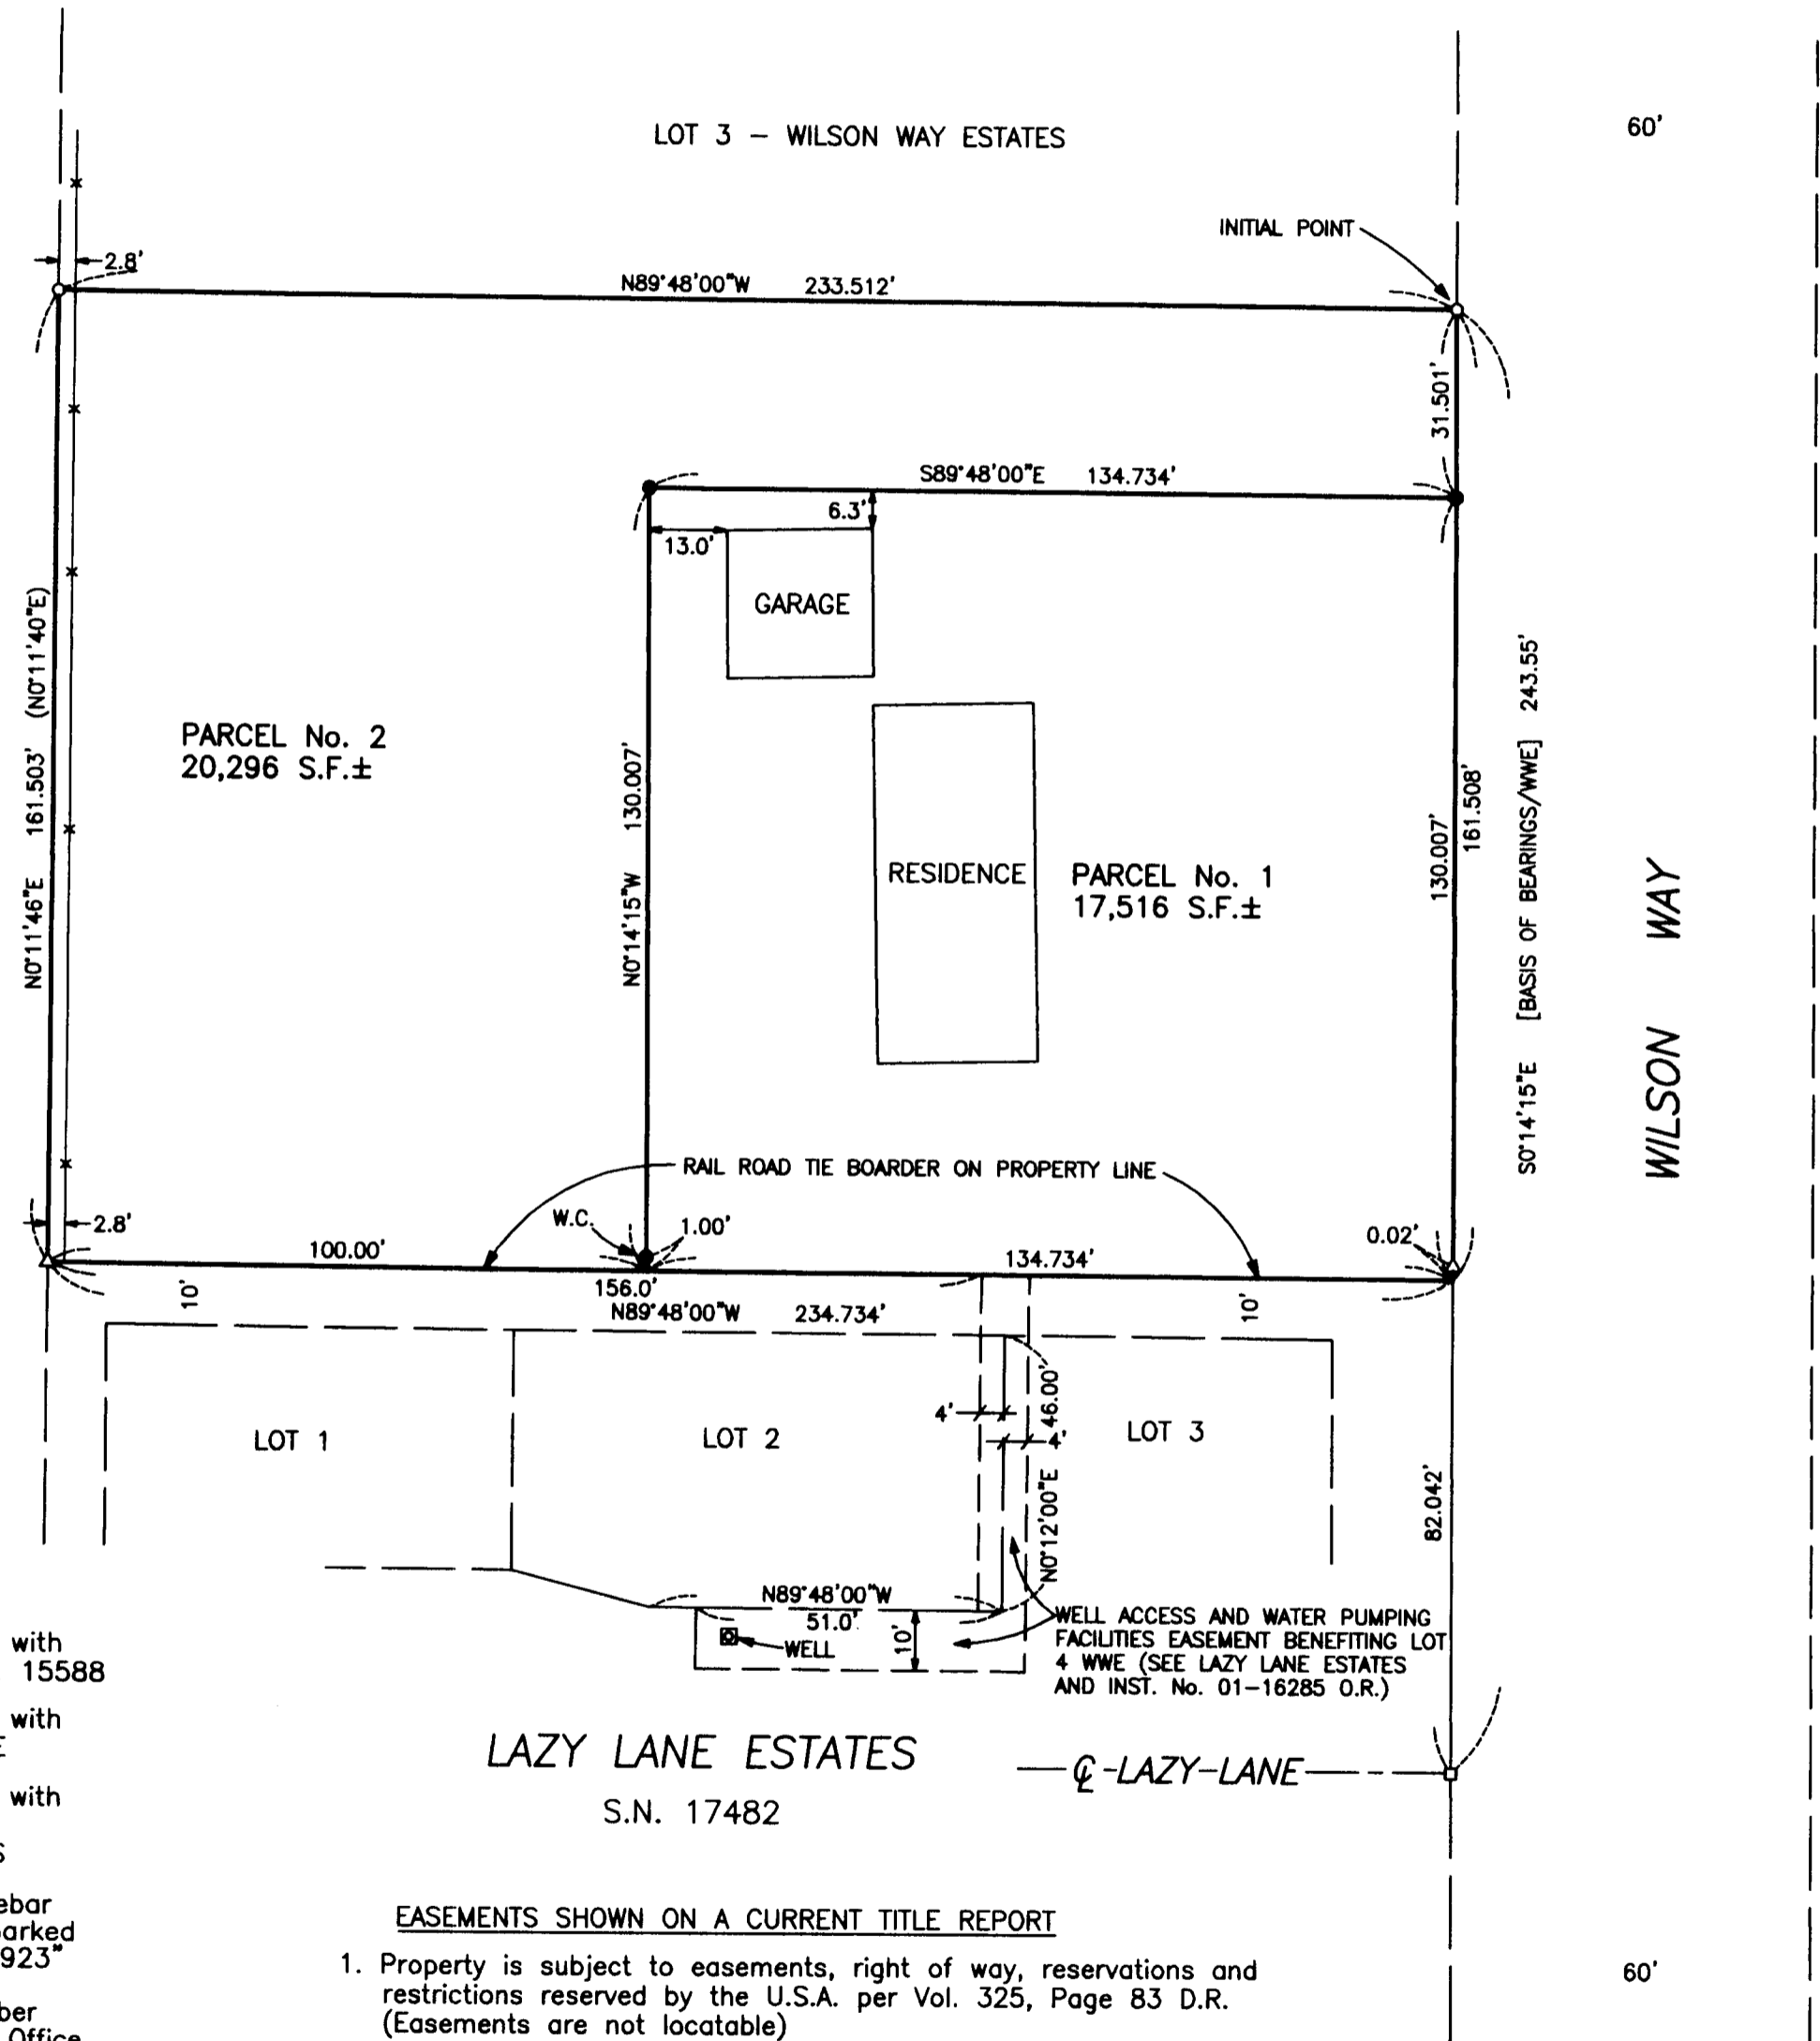 LOT 3 – WILSON WAY ESTATES
60'
INITIAL POINT
2.8'
N89°48'00"W 233.512'
31.501'
S89°48'00"E 134.734'
6.3'
13.0'
GARAGE
N0°11'46"E 161.503' (N0°11'40"E)
PARCEL No. 2
20,296 S.F.±
N0°14'15"W 130.007'
RESIDENCE
PARCEL No. 1
17,516 S.F.±
130.007'
161.508'
S0°14'15"E [BASIS OF BEARINGS/WWE] 243.55'
WILSON WAY
RAIL ROAD TIE BOARDER ON PROPERTY LINE
2.8'
W.C.
1.00'
0.02'
100.00'
134.734'
10'
156.0'
10'
N89°48'00"W 234.734'
4'
4'
N0°12'00"E 46.00'
LOT 1
LOT 2
LOT 3
82.042'
N89°48'00"W
51.0'
WELL
10'
WELL ACCESS AND WATER PUMPING
FACILITIES EASEMENT BENEFITING LOT
4 WWE (SEE LAZY LANE ESTATES
AND INST. No. 01–16285 O.R.)
with
15588
with
with
LAZY LANE ESTATES
℄-LAZY-LANE
S.N. 17482
ebar
arked
923"
ber
Office
EASEMENTS SHOWN ON A CURRENT TITLE REPORT
1. Property is subject to easements, right of way, reservations and
restrictions reserved by the U.S.A. per Vol. 325, Page 83 D.R.
(Easements are not locatable)
60'